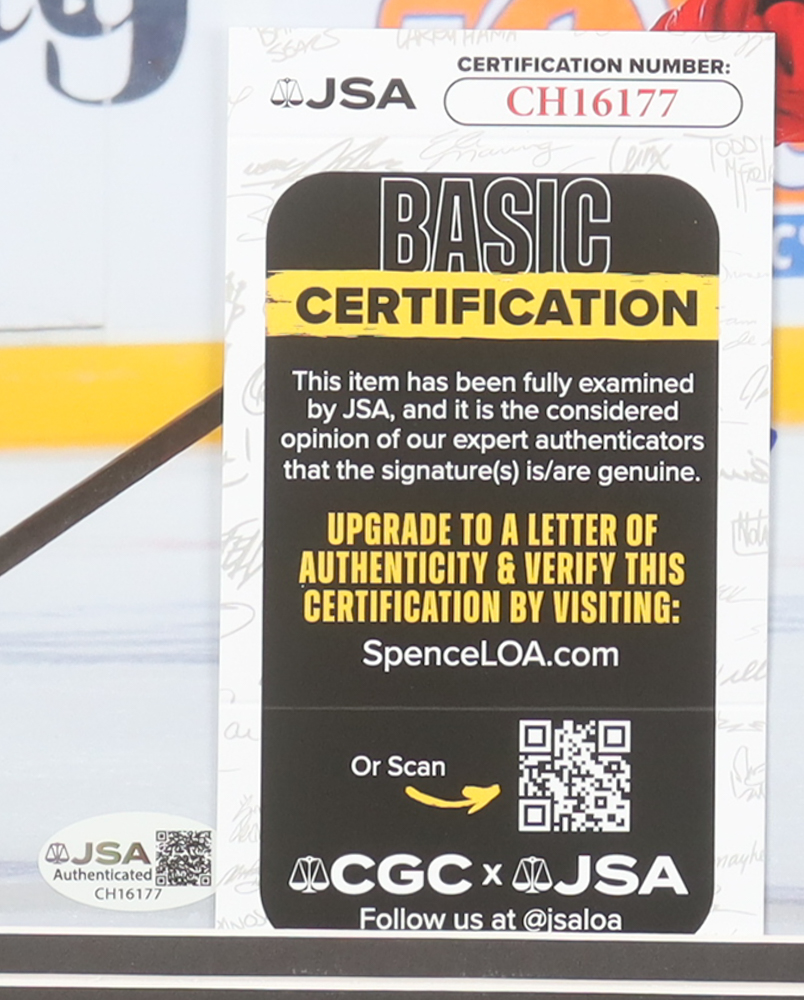 JSA
CERTIFICATION NUMBER:
CH16177
BASIC
CERTIFICATION
This item has been fully examined
by JSA, and it is the considered
opinion of our expert authenticators
that the signature(s) is/are genuine.
UPGRADE TO A LETTER OF
AUTHENTICITY & VERIFY THIS
CERTIFICATION BY VISITING:
SpenceLOA.com
Or Scan
CGC x JSA
Follow us at @jsaloa
JSA
Authenticated
CH16177